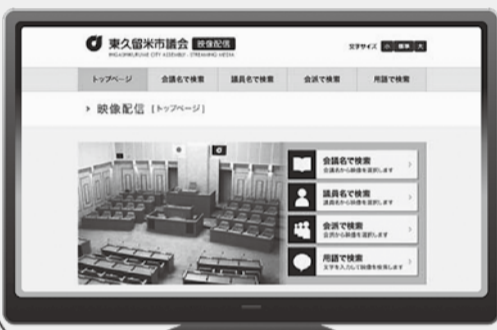 東久留米市議会 映像配信
HIGASHIKURUME CITY ASSEMBLY - STREAMING MEDIA
文字サイズ 小 標準 大
トップページ 会議名で検索 議員名で検索 会派で検索 用語で検索
映像配信 [トップページ]
会議名で検索
会議名から映像を選択します
議員名で検索
議員名から映像を選択します
会派で検索
会派から映像を選択します
用語で検索
文字を入力して映像を検索します